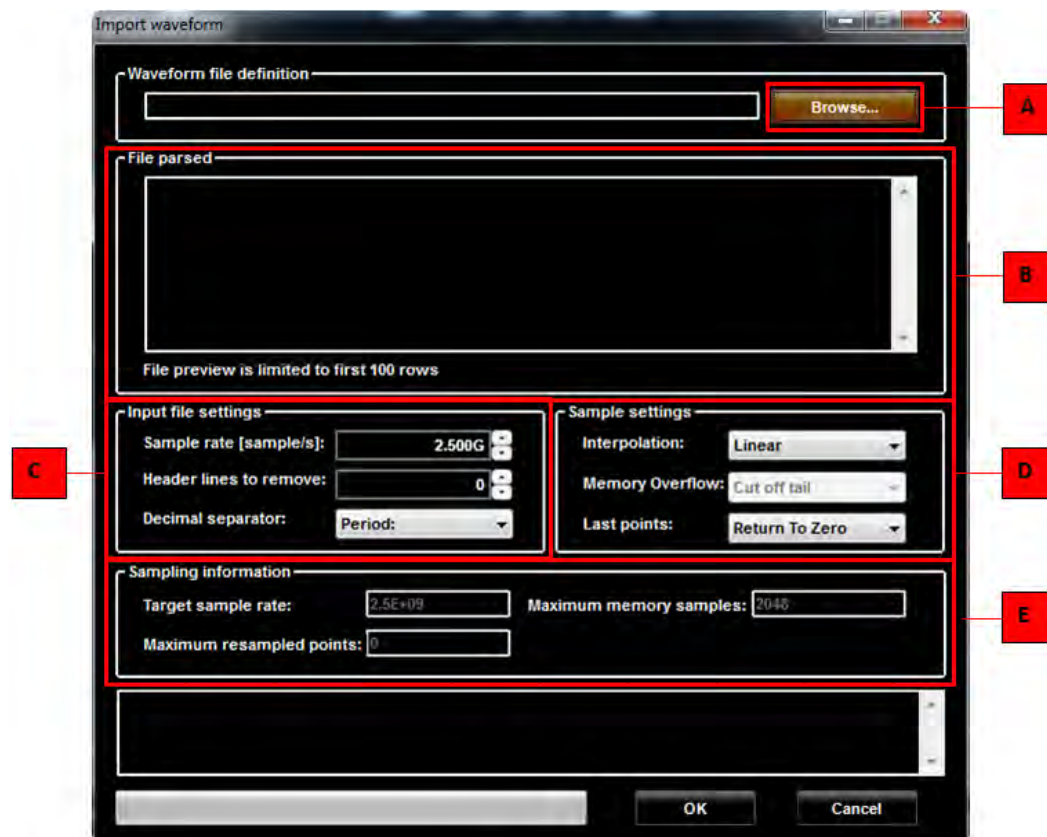 Import waveform
Waveform file definition
Browse...
A
File parsed
B
File preview is limited to first 100 rows
Input file settings
Sample rate [sample/s]: 2.500G
Header lines to remove: 0
Decimal separator: Period:
C
Sample settings
Interpolation: Linear
Memory Overflow: Cut off tail
Last points: Return To Zero
D
Sampling information
Target sample rate: 2.5E+09 Maximum memory samples: 2048
Maximum resampled points: 0
E
OK Cancel